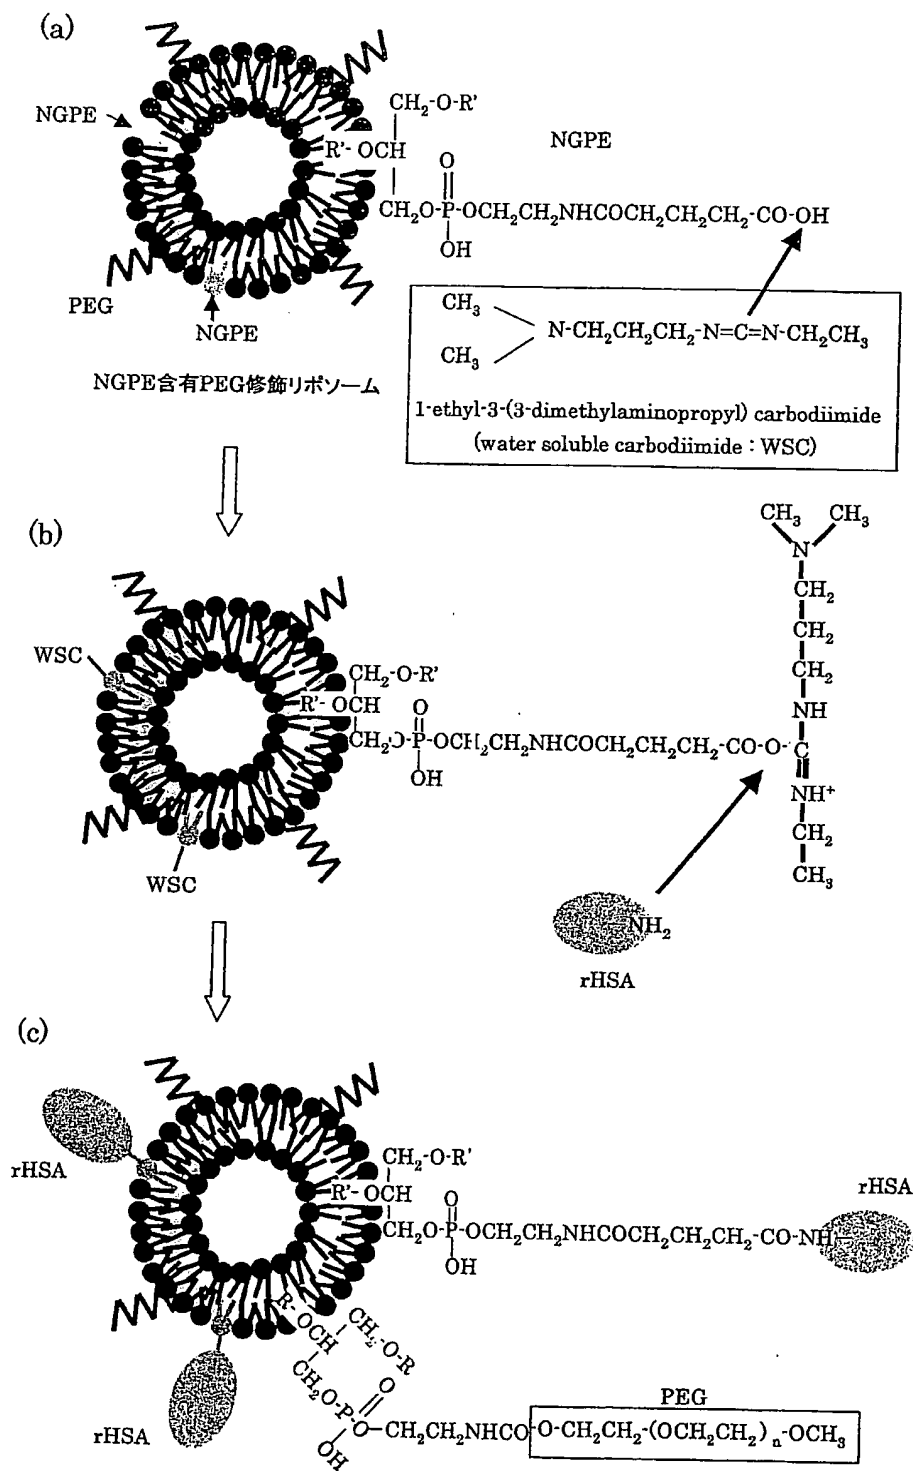 (a)
NGPE
CH₂-O-R'
R'- OCH
NGPE
O
CH₂O-P-OCH₂CH₂NHCOCH₂CH₂CH₂-CO-OH
OH
PEG
NGPE
NGPE含有PEG修飾リポソーム
CH₃
N-CH₂CH₂CH₂-N=C=N-CH₂CH₃
CH₃
1-ethyl-3-(3-dimethylaminopropyl) carbodiimide
(water soluble carbodiimide : WSC)
(b)
CH₃ CH₃
N
CH₂
CH₂
CH₂
NH
C
NH⁺
CH₂
CH₃
WSC
CH₂-O-R'
R'- OCH
O
CH₂O-P-OCH₂CH₂NHCOCH₂CH₂CH₂-CO-O-
OH
WSC
NH₂
rHSA
(c)
rHSA
CH₂-O-R'
R'- OCH
O
CH₂O-P-OCH₂CH₂NHCOCH₂CH₂CH₂-CO-NH
OH
rHSA
R-
OCH
CH₂-O-R
CH₂O-P-O-CH₂CH₂NHCO
O
OH
PEG
O-CH₂CH₂-(OCH₂CH₂)ₙ-OCH₃
rHSA